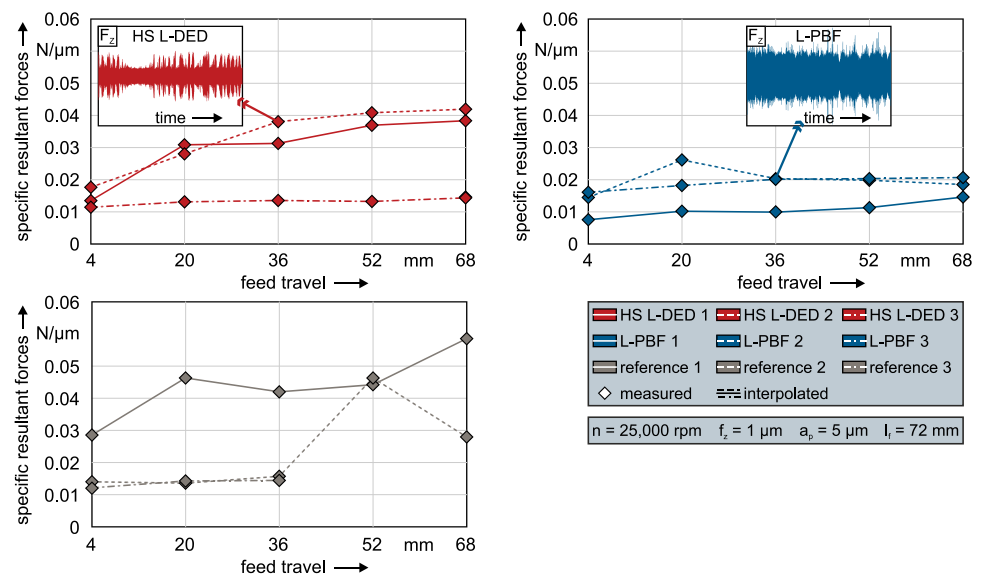 specific resultant forces
0.06
N/µm
0.05
0.04
0.03
0.02
0.01
0
F_z HS L-DED
time
4 20 36 52 mm 68
feed travel
specific resultant forces
0.06
N/µm
0.05
0.04
0.03
0.02
0.01
0
F_z L-PBF
time
4 20 36 52 mm 68
feed travel
specific resultant forces
0.06
N/µm
0.05
0.04
0.03
0.02
0.01
0
4 20 36 52 mm 68
feed travel
HS L-DED 1 HS L-DED 2 HS L-DED 3
L-PBF 1 L-PBF 2 L-PBF 3
reference 1 reference 2 reference 3
measured interpolated
n = 25,000 rpm f_z = 1 µm a_p = 5 µm l_f = 72 mm